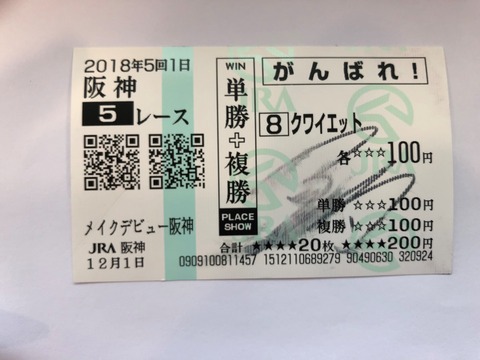 2018年5回1日
阪神
5レース
メイクデビュー阪神
JRA 阪神
12月1日
WIN
単勝+複勝
PLACE
SHOW
がんばれ!
8 クワイエット
各☆☆☆100円
単勝 ☆☆☆100円
複勝 ☆☆☆100円
合計 ★★★★20枚 ★★★★200円
0909100811457 1512110689279 90490630 320924